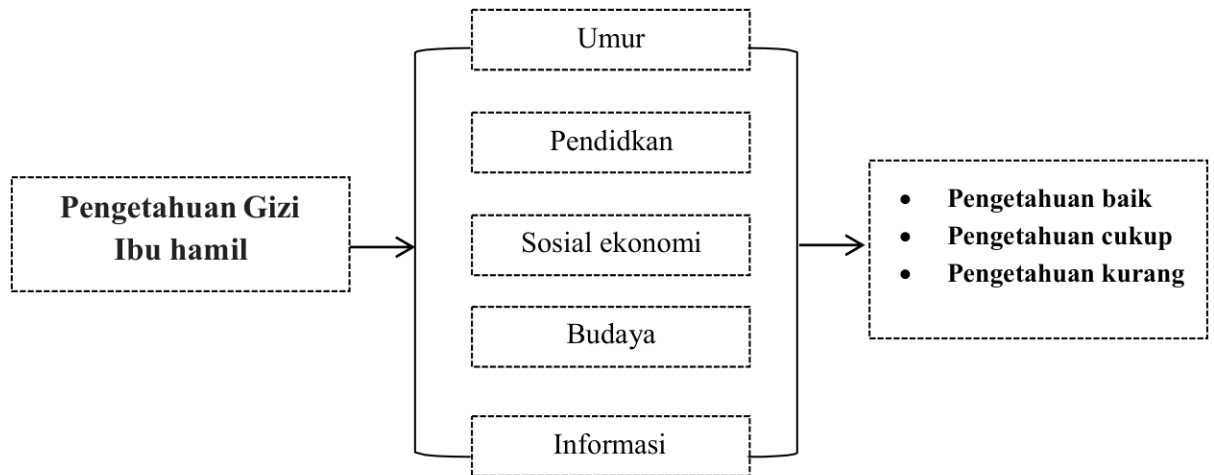 Pengetahuan Gizi
Ibu hamil
Umur
Pendidkan
Sosial ekonomi
Budaya
Informasi
• Pengetahuan baik
• Pengetahuan cukup
• Pengetahuan kurang